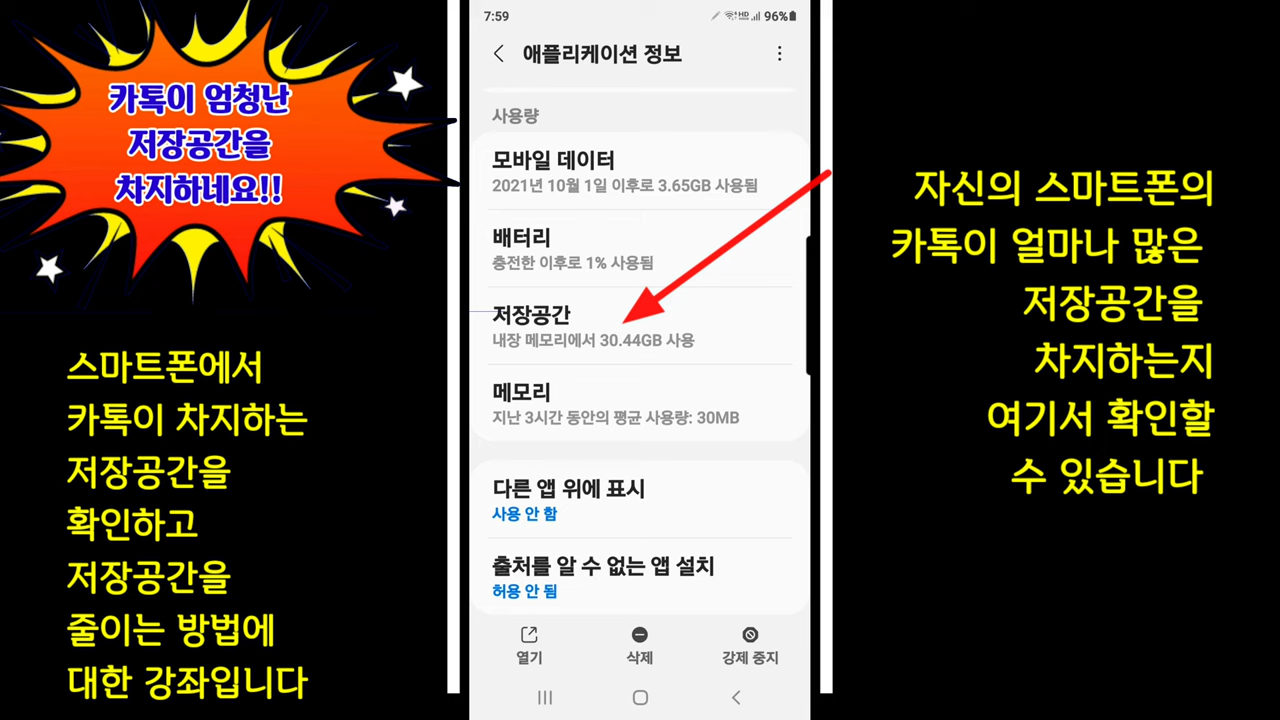 카톡이 엄청난
저장공간을
차지하네요!!
스마트폰에서
카톡이 차지하는
저장공간을
확인하고
저장공간을
줄이는 방법에
대한 강좌입니다
7:59
96%
애플리케이션 정보
사용량
모바일 데이터
2021년 10월 1일 이후로 3.65GB 사용됨
배터리
충전한 이후로 1% 사용됨
저장공간
내장 메모리에서 30.44GB 사용
메모리
지난 3시간 동안의 평균 사용량: 30MB
다른 앱 위에 표시
사용 안 함
출처를 알 수 없는 앱 설치
허용 안 됨
열기
삭제
강제 중지
자신의 스마트폰의
카톡이 얼마나 많은
저장공간을
차지하는지
여기서 확인할
수 있습니다